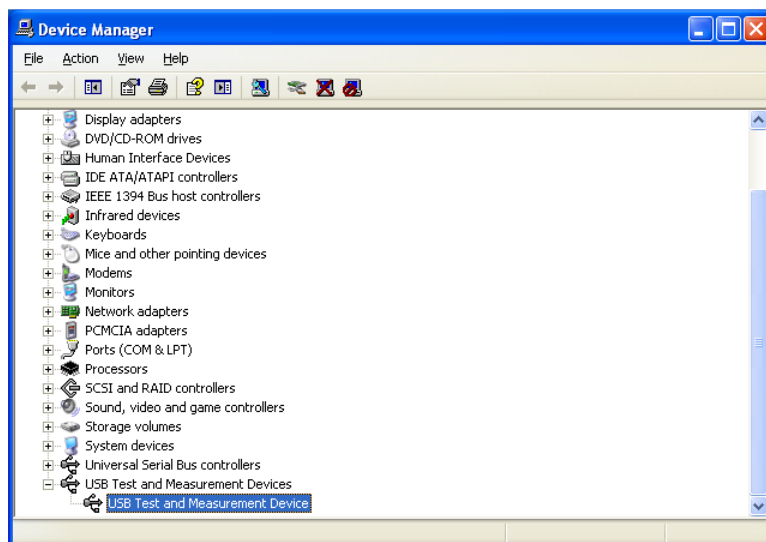 Device Manager
File Action View Help
Display adapters
DVD/CD-ROM drives
Human Interface Devices
IDE ATA/ATAPI controllers
IEEE 1394 Bus host controllers
Infrared devices
Keyboards
Mice and other pointing devices
Modems
Monitors
Network adapters
PCMCIA adapters
Ports (COM & LPT)
Processors
SCSI and RAID controllers
Sound, video and game controllers
Storage volumes
System devices
Universal Serial Bus controllers
USB Test and Measurement Devices
USB Test and Measurement Device